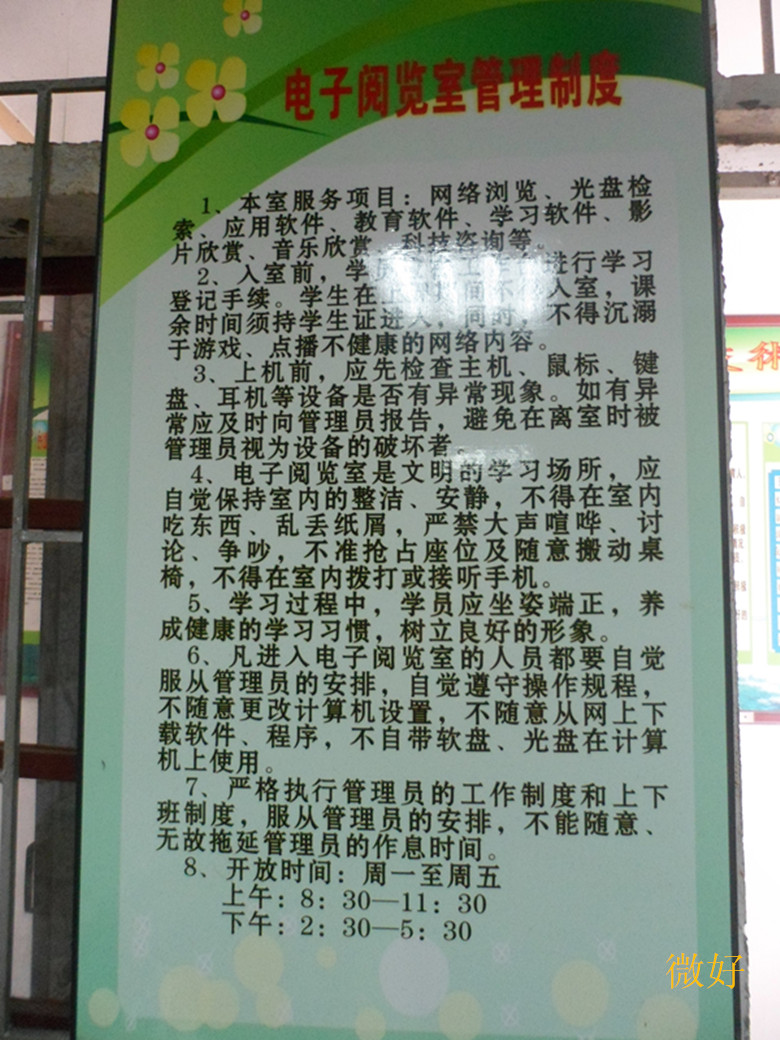 电子阅览室管理制度
1、本室服务项目：网络浏览、光盘检
索、应用软件、教育软件、学习软件、影
片欣赏、音乐欣赏、科技咨询等。
2、入室前，学员进行学习
登记手续。学生在上课时间不得入室，课
余时间须持学生证进入，同时，不得沉溺
于游戏、点播不健康的网络内容。
3、上机前，应先检查主机、鼠标、键
盘、耳机等设备是否有异常现象。如有异
常应及时向管理员报告，避免在离室时被
管理员视为设备的破坏者。
4、电子阅览室是文明的学习场所，应
自觉保持室内的整洁、安静，不得在室内
吃东西、乱丢纸屑，严禁大声喧哗、讨
论、争吵，不准抢占座位及随意搬动桌
椅，不得在室内拨打或接听手机。
5、学习过程中，学员应坐姿端正，养
成健康的学习习惯，树立良好的形象。
6、凡进入电子阅览室的人员都要自觉
服从管理员的安排，自觉遵守操作规程，
不随意更改计算机设置，不随意从网上下
载软件、程序，不自带软盘、光盘在计算
机上使用。
7、严格执行管理员的工作制度和上下
班制度，服从管理员的安排，不能随意、
无故拖延管理员的作息时间。
8、开放时间：周一至周五
上午：8：30—11：30
下午：2：30—5：30
微好